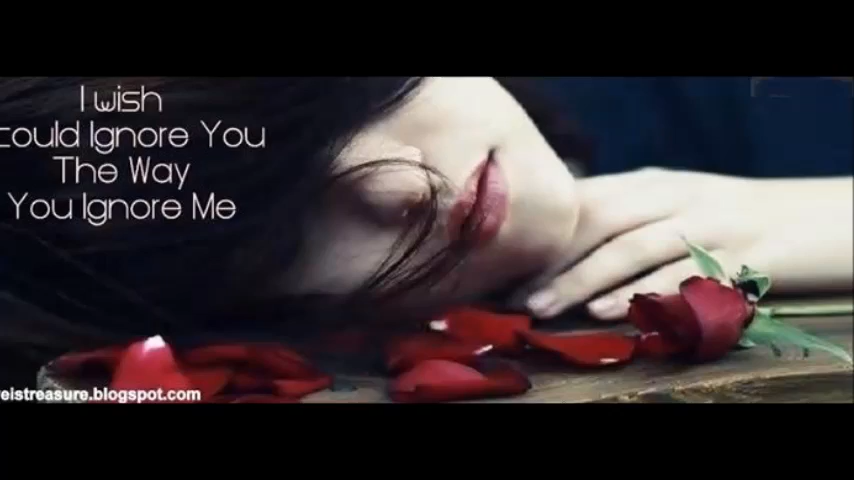 I wish
could Ignore You
The Way
You Ignore Me
eistreasure.blogspot.com